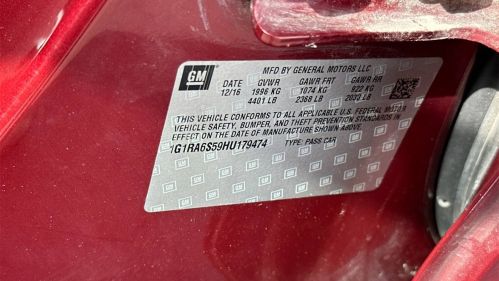 GM
MFD BY GENERAL MOTORS LLC
DATE GVWR GAWR FRT GAWR RR
12/16 1996 KG 1074 KG 922 KG
4401 LB 2368 LB 2033 LB
THIS VEHICLE CONFORMS TO ALL APPLICABLE U.S. FEDERAL MOTOR
VEHICLE SAFETY, BUMPER, AND THEFT PREVENTION STANDARDS
IN EFFECT ON THE DATE OF MANUFACTURE SHOWN ABOVE.
1G1RA6S59HU179474 TYPE: PASS CAR